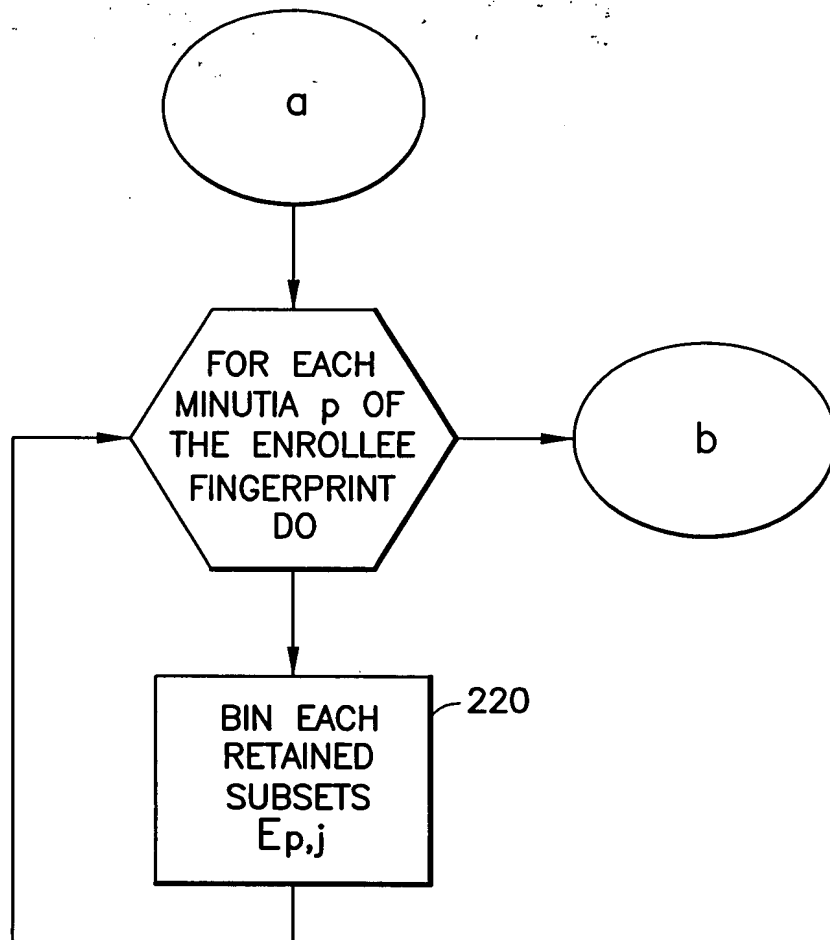 a
FOR EACH
MINUTIA p OF
THE ENROLLEE
FINGERPRINT
DO
b
BIN EACH
RETAINED
SUBSETS
Ep,j
220